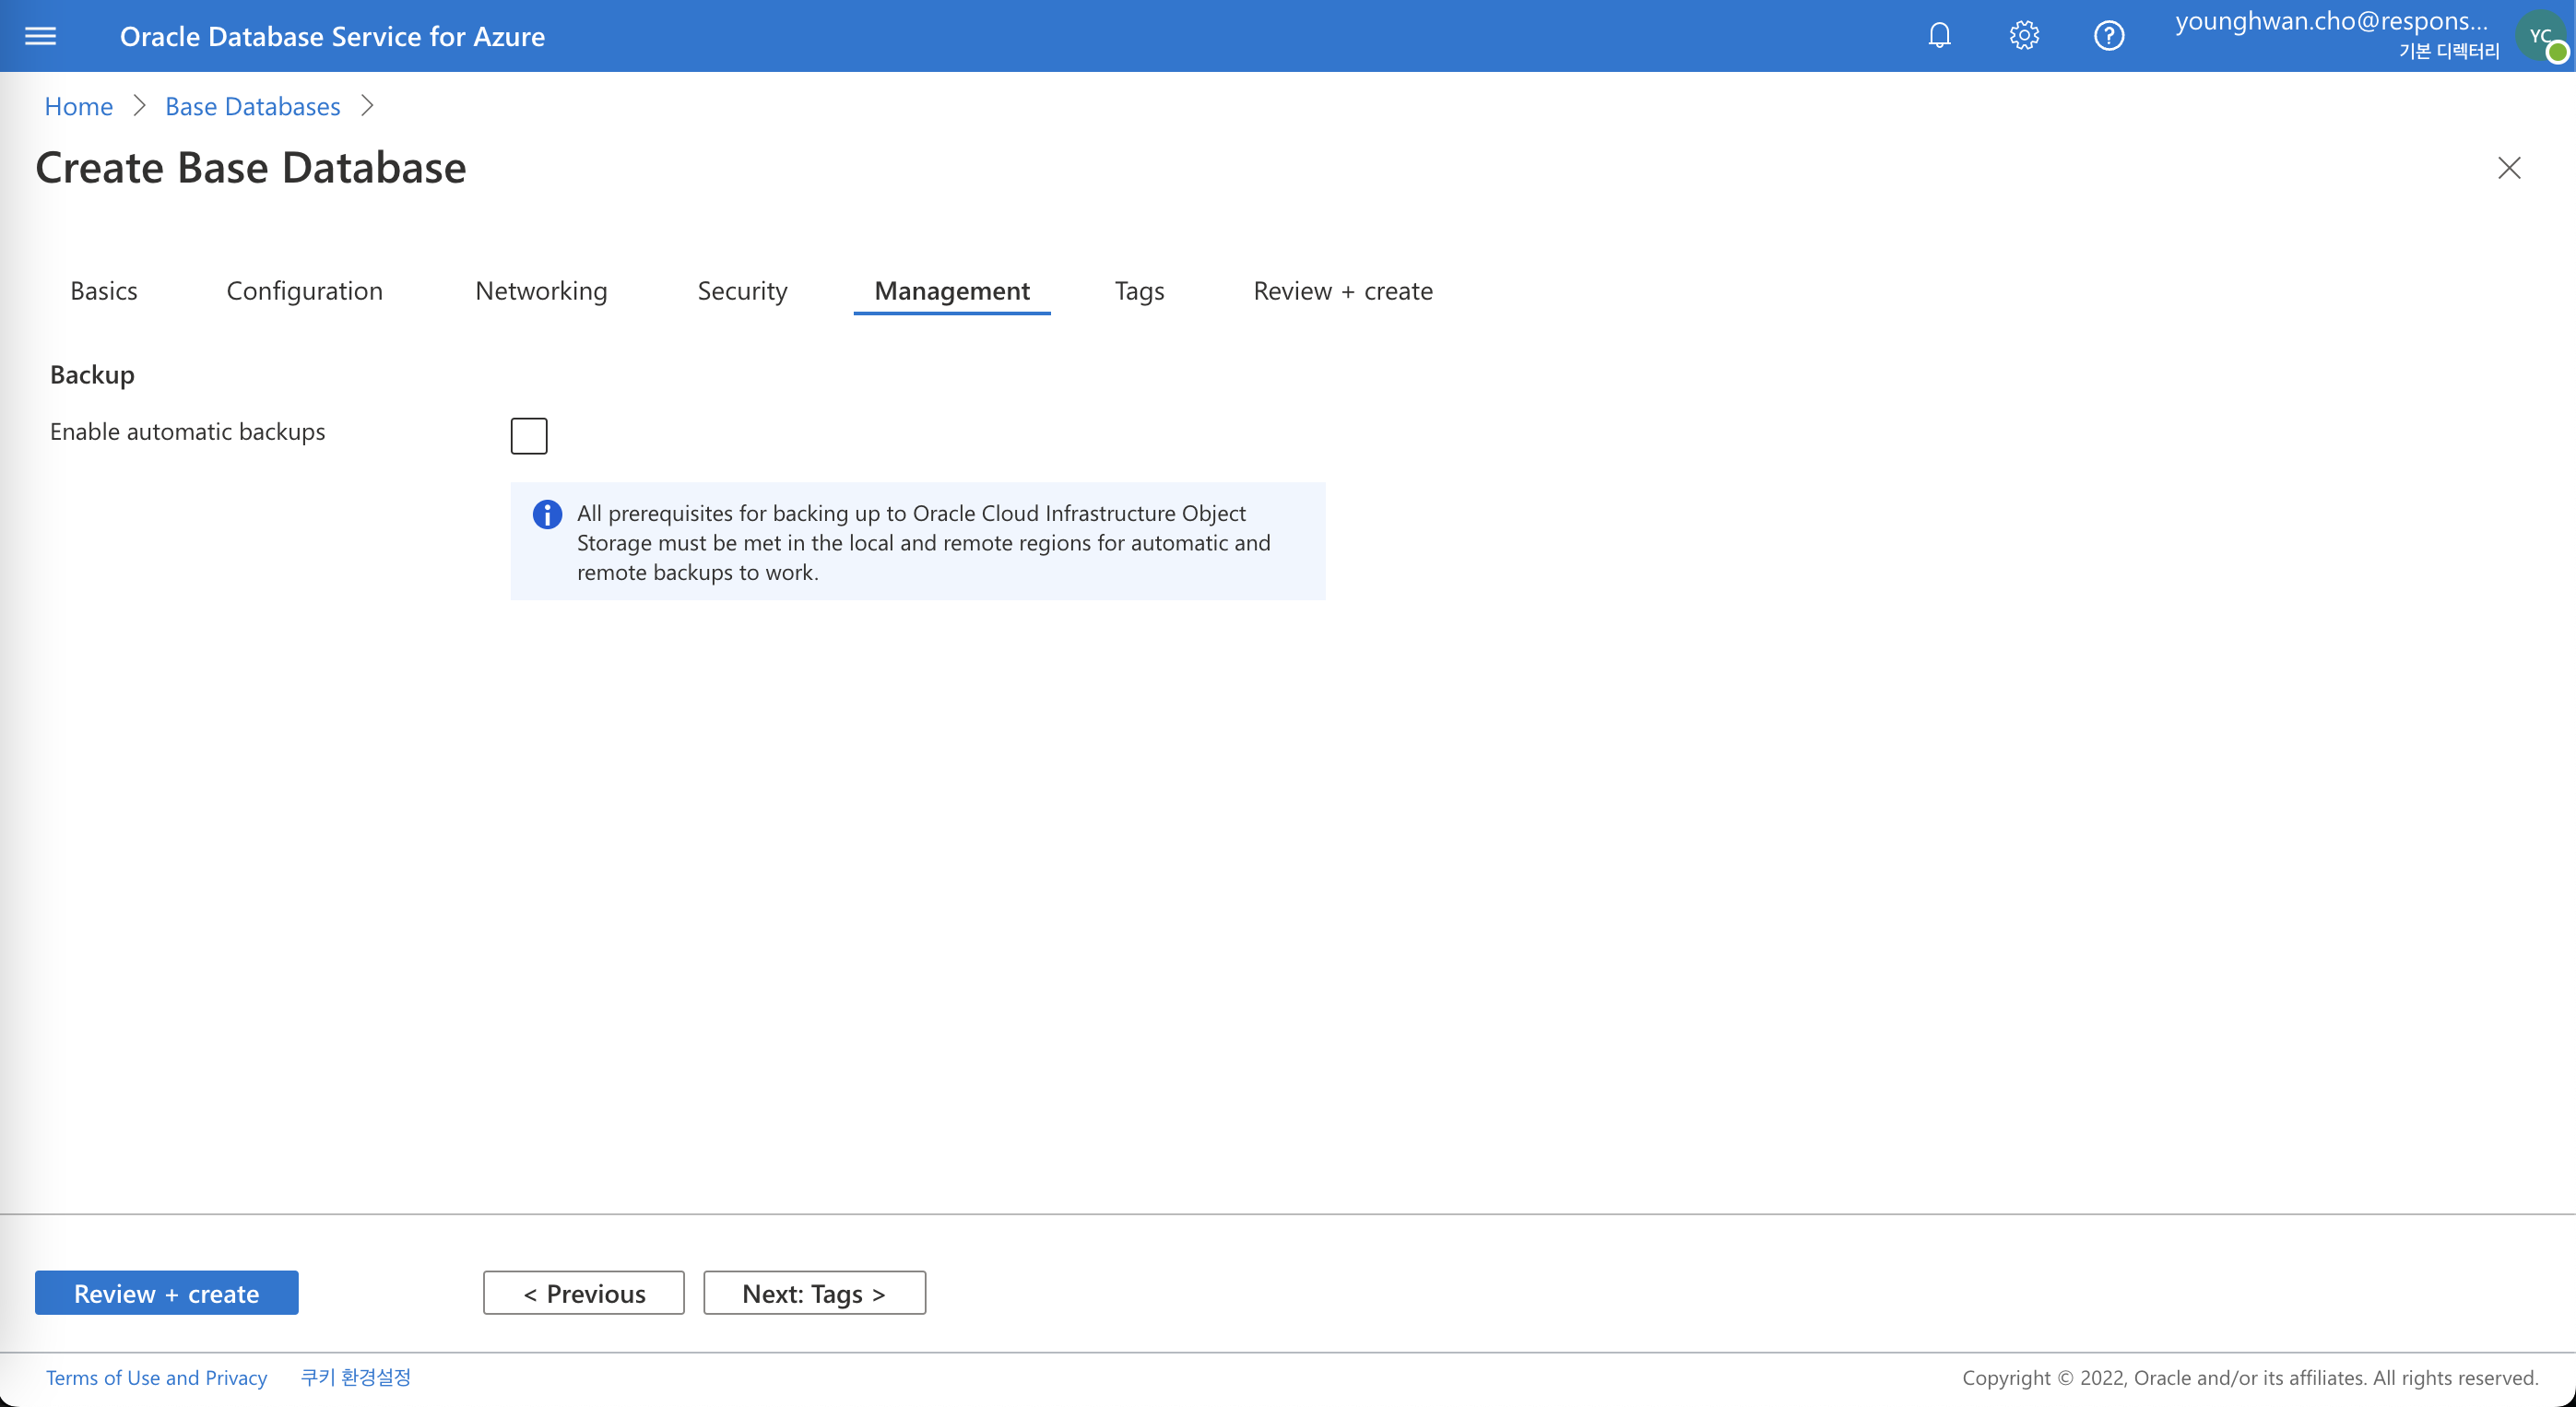 Oracle Database Service for Azure
younghwan.cho@respons...
기본 디렉터리
YC
Home > Base Databases >
Create Base Database
Basics Configuration Networking Security Management Tags Review + create
Backup
Enable automatic backups
All prerequisites for backing up to Oracle Cloud Infrastructure Object
Storage must be met in the local and remote regions for automatic and
remote backups to work.
Review + create < Previous Next: Tags >
Terms of Use and Privacy 쿠키 환경설정 Copyright © 2022, Oracle and/or its affiliates. All rights reserved.